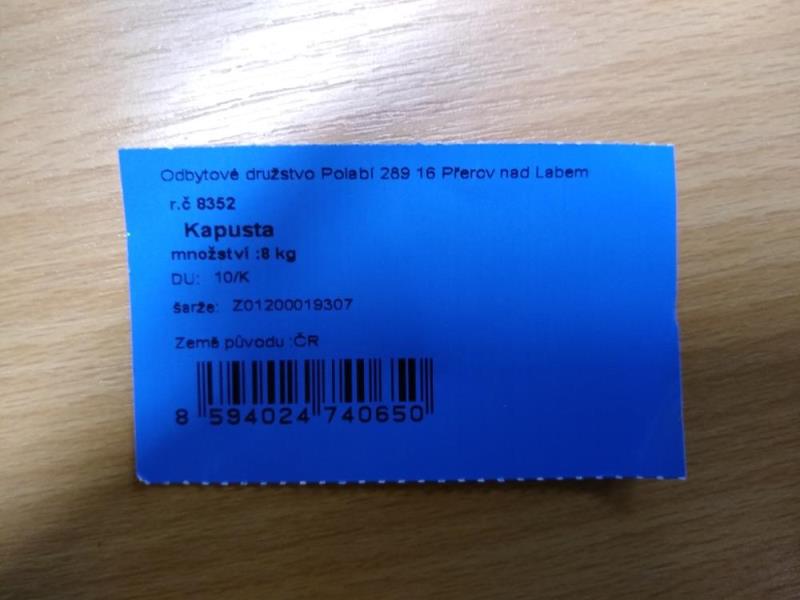 Odbytové družstvo Polabí 289 16 Přerov nad Labem
r.č 8352
Kapusta
množství :8 kg
DU: 10/K
šarže: Z01200019307
Země původu :ČR
8 594024 740650